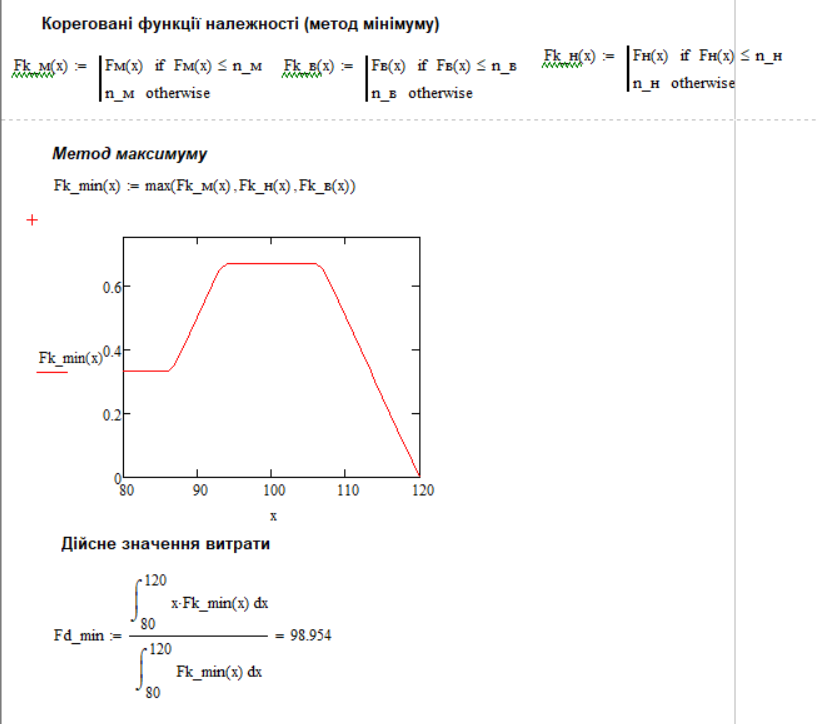 Кореговані функції належності (метод мінімуму)
Fk_м(x) := | Fм(x) if Fм(x) ≤ n_м
n_м otherwise
Fk_в(x) := | Fв(x) if Fв(x) ≤ n_в
n_в otherwise
Fk_н(x) := | Fн(x) if Fн(x) ≤ n_н
n_н otherwise
Метод максимуму
Fk_min(x) := max(Fk_м(x), Fk_н(x), Fk_в(x))
0.6
Fk_min(x) 0.4
0.2
0
80 90 100 110 120
x
Дійсне значення витрати
120
∫ x·Fk_min(x) dx
80
Fd_min := = 98.954
120
∫ Fk_min(x) dx
80